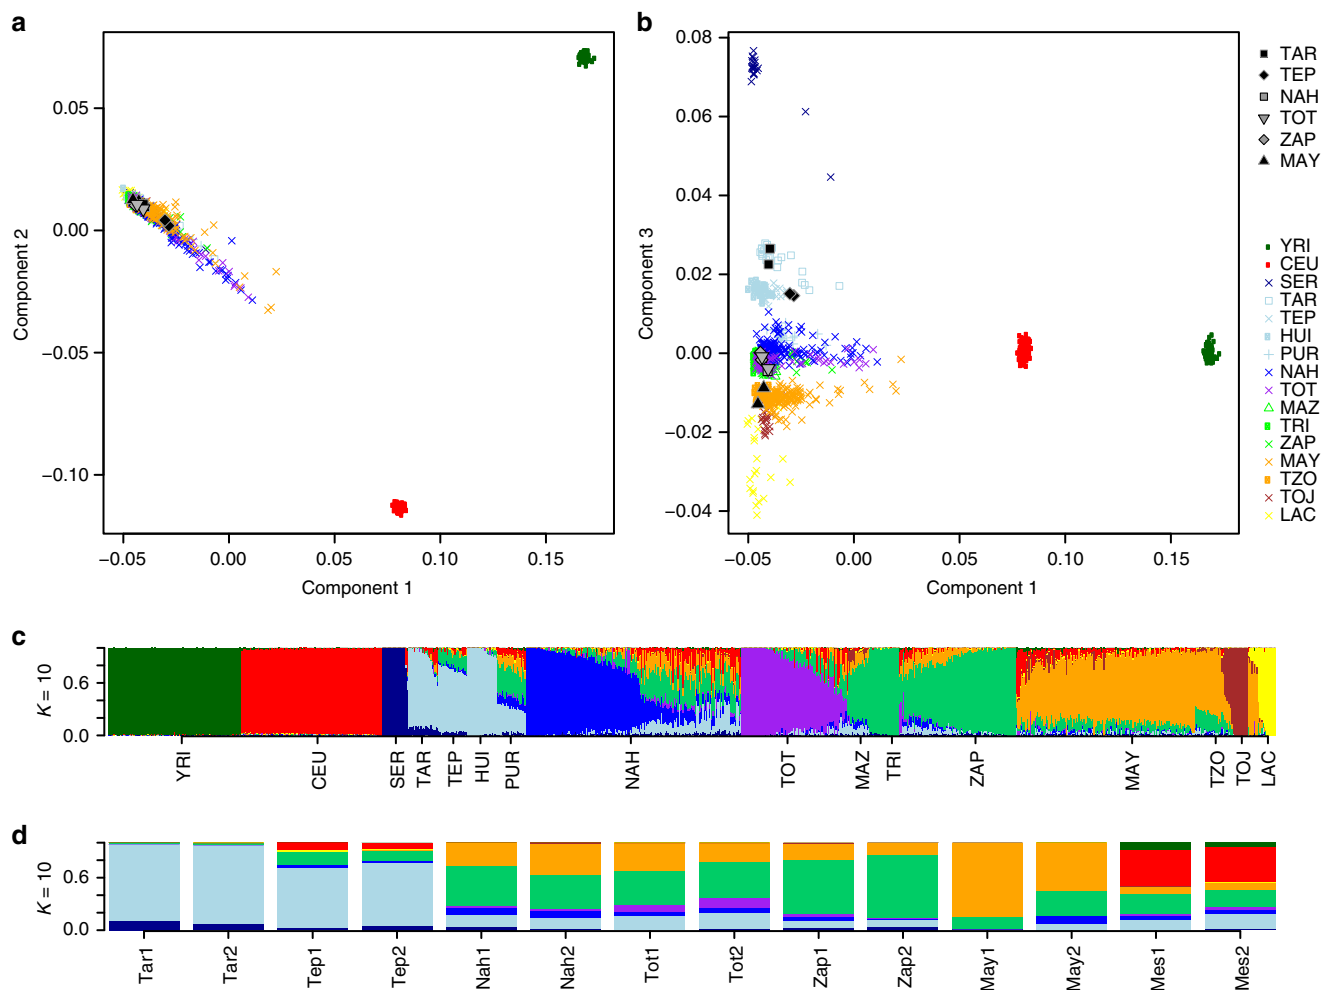 a
0.05
0.00
−0.05
−0.10
Component 2
−0.05
0.00
0.05
0.10
0.15
Component 1
b
0.08
0.06
0.04
0.02
0.00
−0.02
−0.04
Component 3
−0.05
0.00
0.05
0.10
0.15
Component 1
TAR
TEP
NAH
TOT
ZAP
MAY
YRI
CEU
SER
TAR
TEP
HUI
PUR
NAH
TOT
MAZ
TRI
ZAP
MAY
TZO
TOJ
LAC
c
K = 10
0.6
0.0
YRI
CEU
SER
TAR
TEP
HUI
PUR
NAH
TOT
MAZ
TRI
ZAP
MAY
TZO
TOJ
LAC
d
K = 10
0.6
0.0
Tar1
Tar2
Tep1
Tep2
Nah1
Nah2
Tot1
Tot2
Zap1
Zap2
May1
May2
Mes1
Mes2